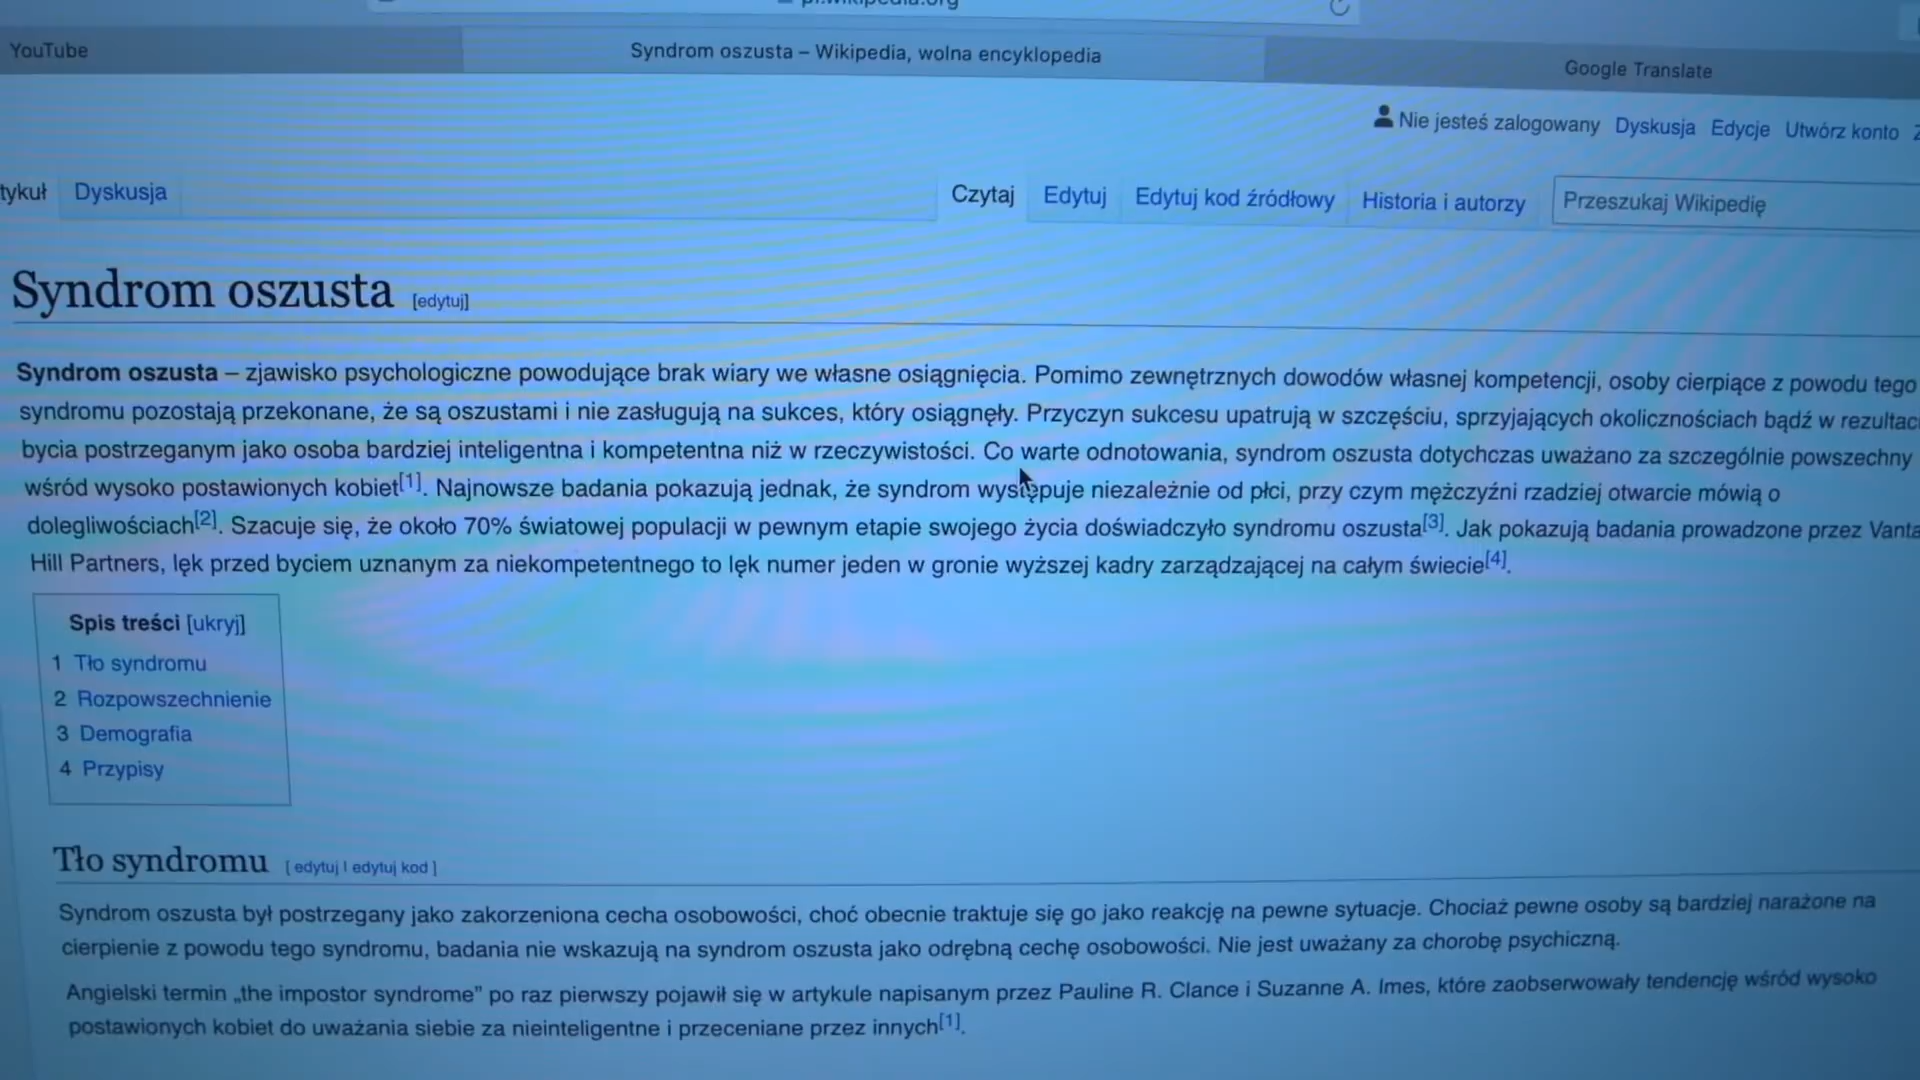 YouTube
Syndrom oszusta – Wikipedia, wolna encyklopedia
Google Translate
Nie jesteś zalogowany Dyskusja Edycje Utwórz konto
Dyskusja
Czytaj Edytuj Edytuj kod źródłowy Historia i autorzy Przeszukaj Wikipedię
Syndrom oszusta [edytuj]
Syndrom oszusta – zjawisko psychologiczne powodujące brak wiary we własne osiągnięcia. Pomimo zewnętrznych dowodów własnej kompetencji, osoby cierpiące z powodu tego
syndromu pozostają przekonane, że są oszustami i nie zasługują na sukces, który osiągnęły. Przyczyn sukcesu upatrują w szczęściu, sprzyjających okolicznościach bądź w rezultac
bycia postrzeganym jako osoba bardziej inteligentna i kompetentna niż w rzeczywistości. Co warte odnotowania, syndrom oszusta dotychczas uważano za szczególnie powszechny
wśród wysoko postawionych kobiet[1]. Najnowsze badania pokazują jednak, że syndrom występuje niezależnie od płci, przy czym mężczyźni rzadziej otwarcie mówią o
dolegliwościach[2]. Szacuje się, że około 70% światowej populacji w pewnym etapie swojego życia doświadczyło syndromu oszusta[3]. Jak pokazują badania prowadzone przez Vanta
Hill Partners, lęk przed byciem uznanym za niekompetentnego to lęk numer jeden w gronie wyższej kadry zarządzającej na całym świecie[4].
Spis treści [ukryj]
1 Tło syndromu
2 Rozpowszechnienie
3 Demografia
4 Przypisy
Tło syndromu [ edytuj | edytuj kod ]
Syndrom oszusta był postrzegany jako zakorzeniona cecha osobowości, choć obecnie traktuje się go jako reakcję na pewne sytuacje. Chociaż pewne osoby są bardziej narażone na
cierpienie z powodu tego syndromu, badania nie wskazują na syndrom oszusta jako odrębną cechę osobowości. Nie jest uważany za chorobę psychiczną.
Angielski termin „the impostor syndrome” po raz pierwszy pojawił się w artykule napisanym przez Pauline R. Clance i Suzanne A. Imes, które zaobserwowały tendencję wśród wysoko
postawionych kobiet do uważania siebie za nieinteligentne i przeceniane przez innych[1].